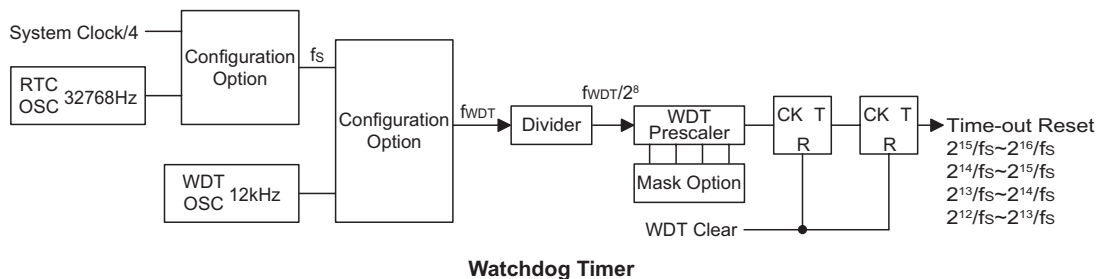 System Clock/4
Configuration
Option
fS
RTC
OSC
32768Hz
Configuration
Option
WDT
OSC
12kHz
fWDT
Divider
fWDT/2⁸
WDT
Prescaler
Mask Option
CK T
R
CK T
R
WDT Clear
Time-out Reset
2¹⁵/fS~2¹⁶/fS
2¹⁴/fS~2¹⁵/fS
2¹³/fS~2¹⁴/fS
2¹²/fS~2¹³/fS
Watchdog Timer